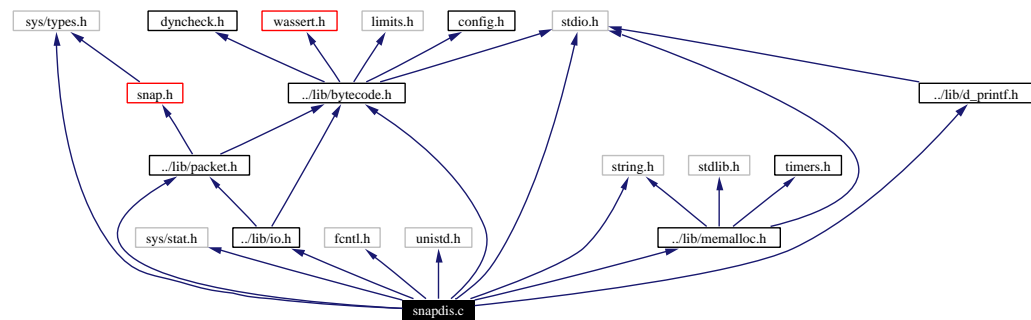 sys/types.h
dyncheck.h
wassert.h
limits.h
config.h
stdio.h
snap.h
../lib/bytecode.h
../lib/d_printf.h
../lib/packet.h
string.h
stdlib.h
timers.h
sys/stat.h
../lib/io.h
fcntl.h
unistd.h
../lib/memalloc.h
snapdis.c